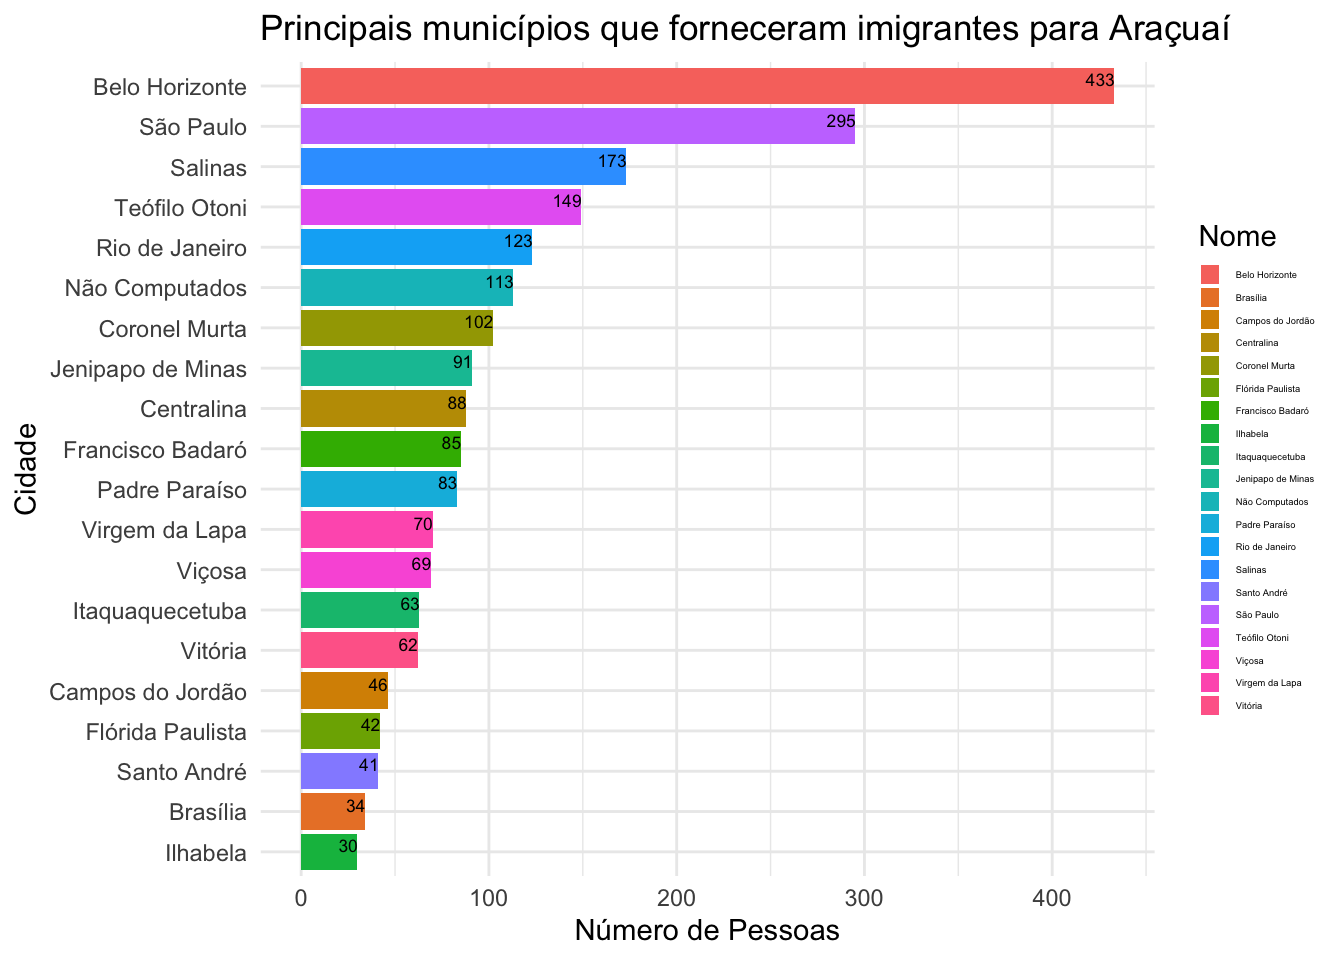 Principais municípios que forneceram imigrantes para Araçuaí
Cidade
Belo Horizonte 433
São Paulo 295
Salinas 173
Teófilo Otoni 149
Rio de Janeiro 123
Não Computados 113
Coronel Murta 102
Jenipapo de Minas 91
Centralina 88
Francisco Badaró 85
Padre Paraíso 83
Virgem da Lapa 70
Viçosa 69
Itaquaquecetuba 63
Vitória 62
Campos do Jordão 46
Flórida Paulista 42
Santo André 41
Brasília 34
Ilhabela 30
0 100 200 300 400
Número de Pessoas
Nome
Belo Horizonte
Brasília
Campos do Jordão
Centralina
Coronel Murta
Flórida Paulista
Francisco Badaró
Ilhabela
Itaquaquecetuba
Jenipapo de Minas
Não Computados
Padre Paraíso
Rio de Janeiro
Salinas
Santo André
São Paulo
Teófilo Otoni
Viçosa
Virgem da Lapa
Vitória